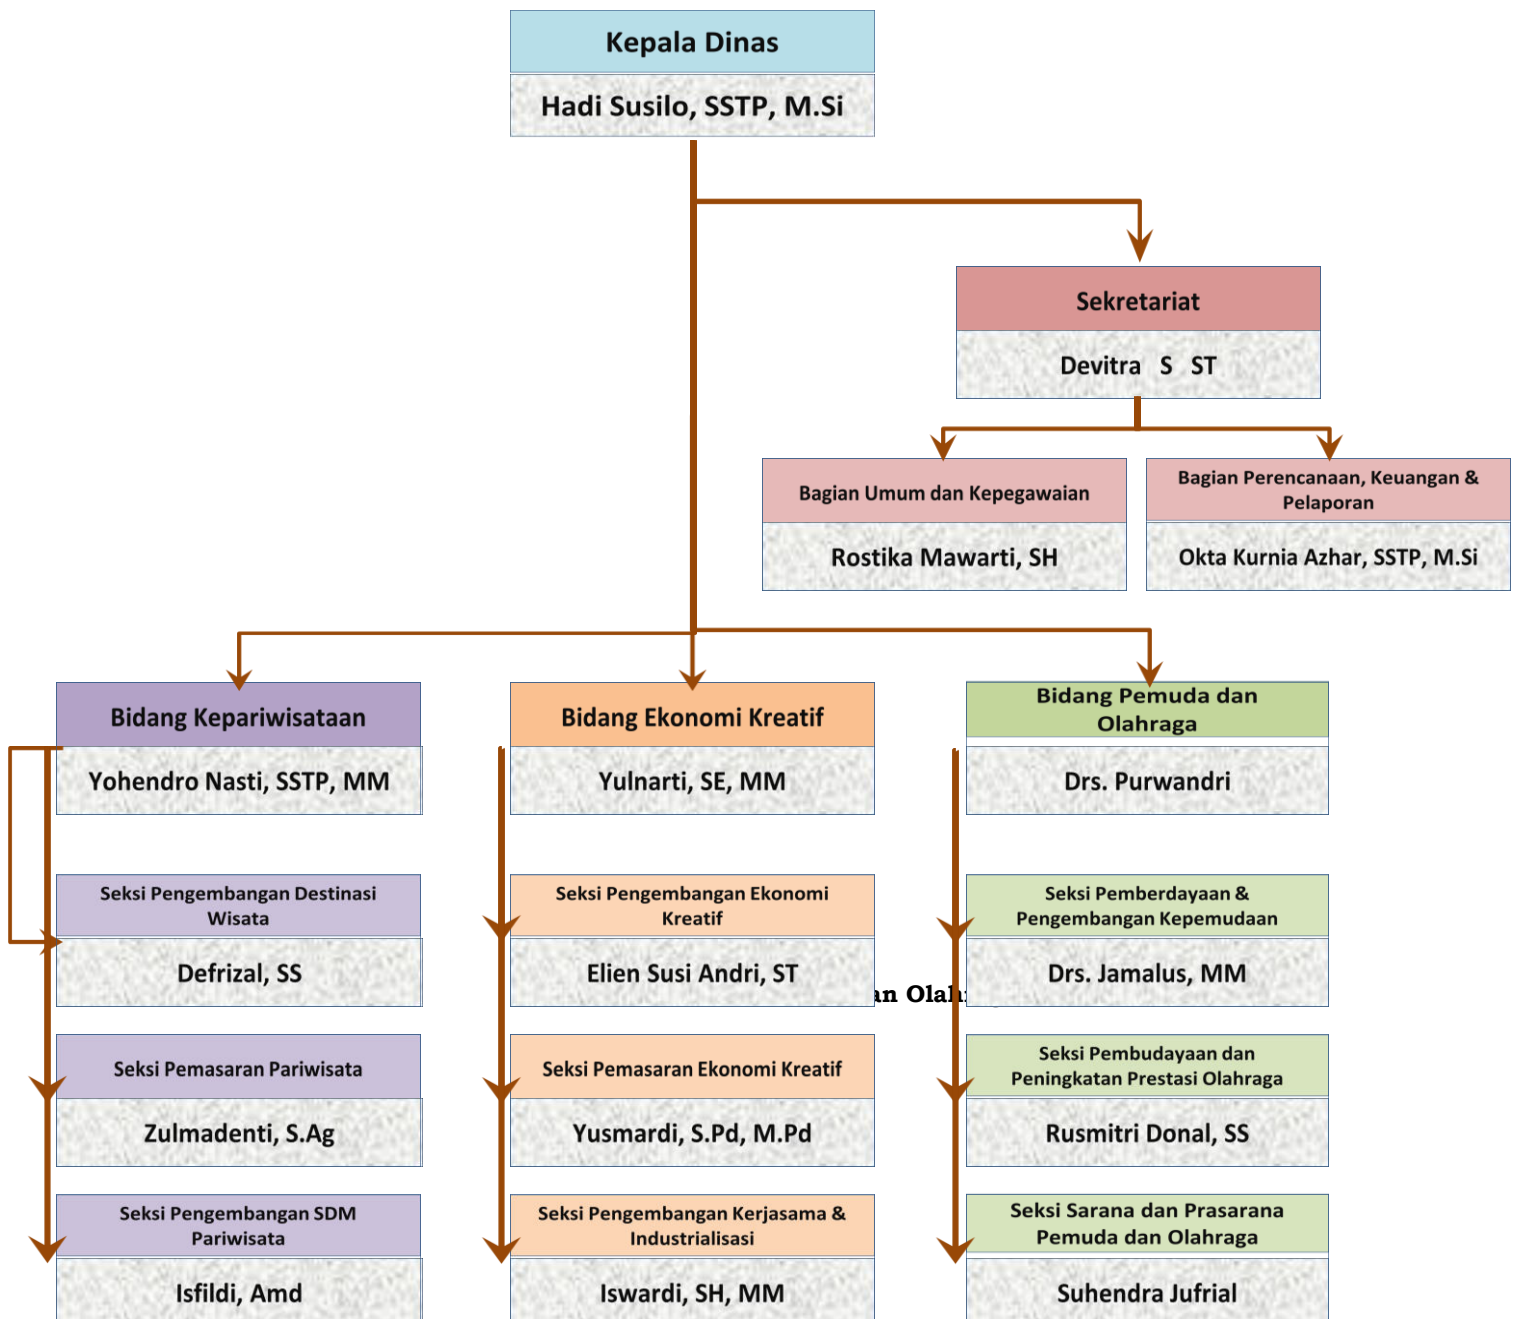 Kepala Dinas
Hadi Susilo, SSTP, M.Si
Sekretariat
Devitra S ST
Bagian Umum dan Kepegawaian
Rostika Mawarti, SH
Bagian Perencanaan, Keuangan &
Pelaporan
Okta Kurnia Azhar, SSTP, M.Si
Bidang Kepariwisataan
Yohendro Nasti, SSTP, MM
Seksi Pengembangan Destinasi
Wisata
Defrizal, SS
Seksi Pemasaran Pariwisata
Zulmadenti, S.Ag
Seksi Pengembangan SDM
Pariwisata
Isfildi, Amd
Bidang Ekonomi Kreatif
Yulnarti, SE, MM
Seksi Pengembangan Ekonomi
Kreatif
Elien Susi Andri, ST
Seksi Pemasaran Ekonomi Kreatif
Yusmardi, S.Pd, M.Pd
Seksi Pengembangan Kerjasama &
Industrialisasi
Iswardi, SH, MM
Bidang Pemuda dan
Olahraga
Drs. Purwandri
Seksi Pemberdayaan &
Pengembangan Kepemudaan
Drs. Jamalus, MM
Seksi Pembudayaan dan
Peningkatan Prestasi Olahraga
Rusmitri Donal, SS
Seksi Sarana dan Prasarana
Pemuda dan Olahraga
Suhendra Jufrial